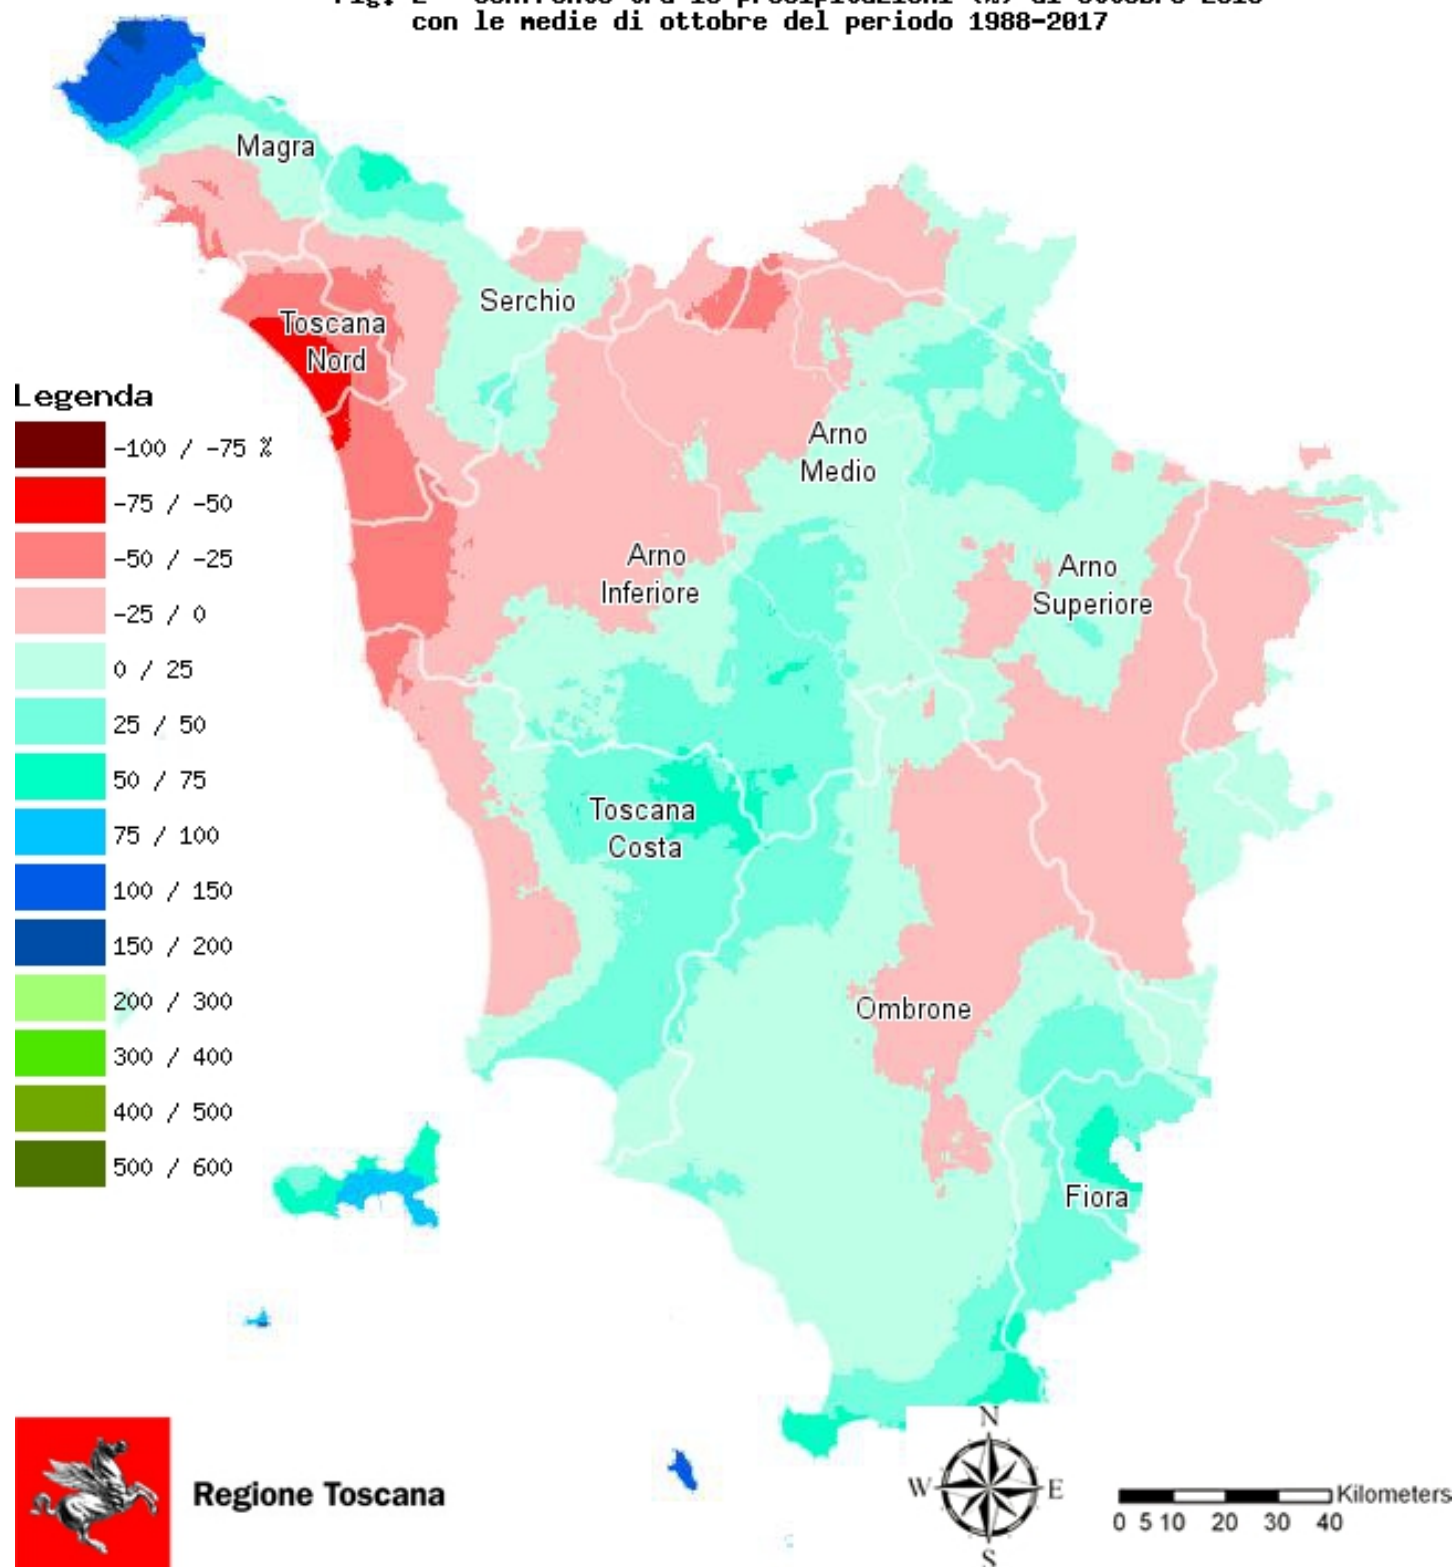 con le medie di ottobre del periodo 1988-2017
Magra
Serchio
Toscana
Nord
Legenda
-100 / -75 %
-75 / -50
-50 / -25
-25 / 0
0 / 25
25 / 50
50 / 75
75 / 100
100 / 150
150 / 200
200 / 300
300 / 400
400 / 500
500 / 600
Arno
Medio
Arno
Inferiore
Arno
Superiore
Toscana
Costa
Ombrone
Fiora
Regione Toscana
N
W E
S
Kilometers
0 5 10 20 30 40